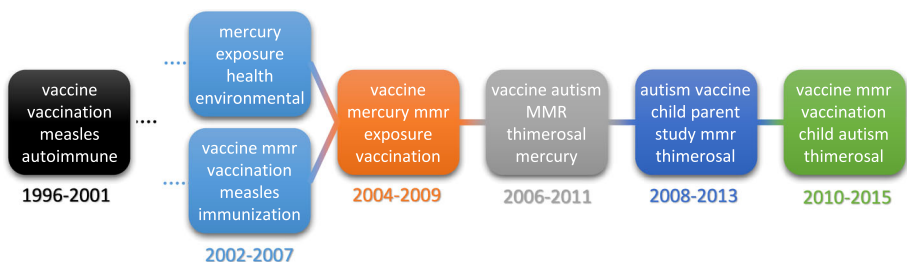 vaccine
vaccination
measles
autoimmune
1996-2001
mercury
exposure
health
environmental
vaccine mmr
vaccination
measles
immunization
2002-2007
vaccine
mercury mmr
exposure
vaccination
2004-2009
vaccine autism
MMR
thimerosal
mercury
2006-2011
autism vaccine
child parent
study mmr
thimerosal
2008-2013
vaccine mmr
vaccination
child autism
thimerosal
2010-2015